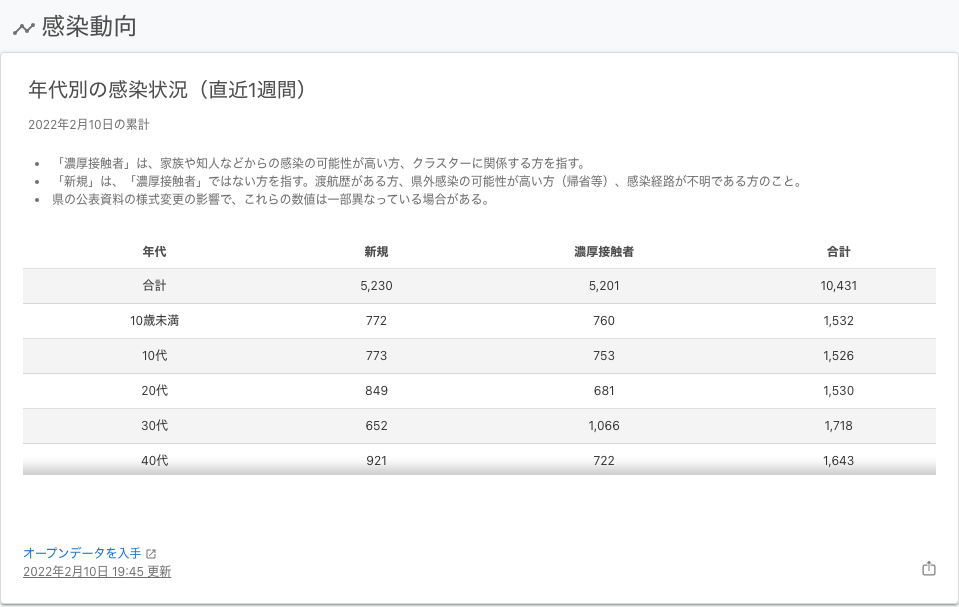 感染動向
年代別の感染状況（直近1週間）
2022年2月10日の累計
• 「濃厚接触者」は、家族や知人などからの感染の可能性が高い方、クラスターに関係する方を指す。
• 「新規」は、「濃厚接触者」ではない方を指す。渡航歴がある方、県外感染の可能性が高い方（帰省等）、感染経路が不明である方のこと。
• 県の公表資料の様式変更の影響で、これらの数値は一部異なっている場合がある。
年代 新規 濃厚接触者 合計
合計 5,230 5,201 10,431
10歳未満 772 760 1,532
10代 773 753 1,526
20代 849 681 1,530
30代 652 1,066 1,718
40代 921 722 1,643
オープンデータを入手
2022年2月10日 19:45 更新